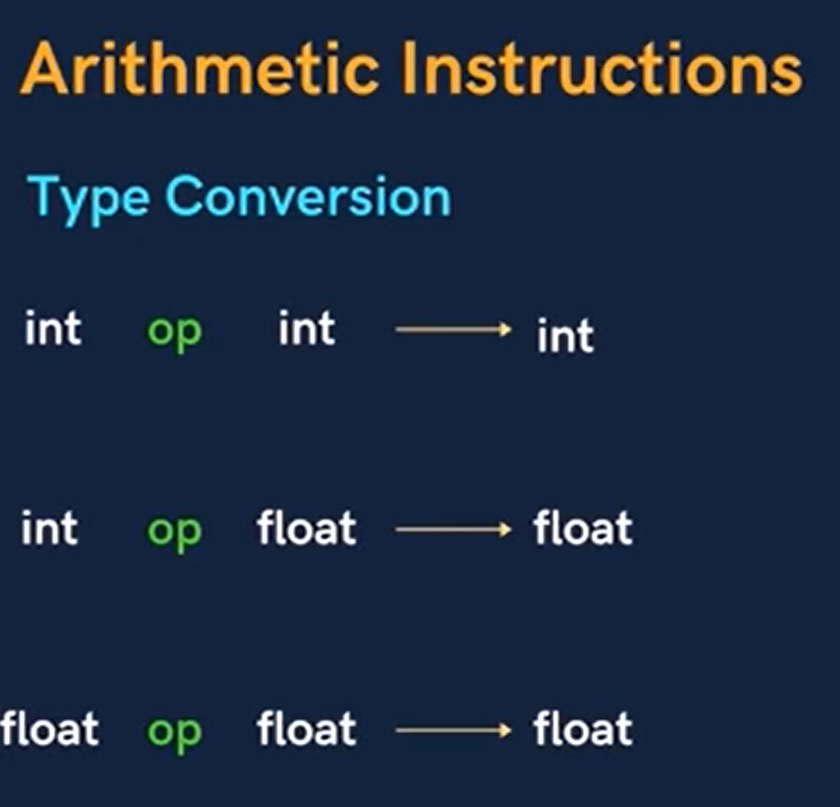 Arithmetic Instructions
Type Conversion
int op int int
int op float float
float op float float